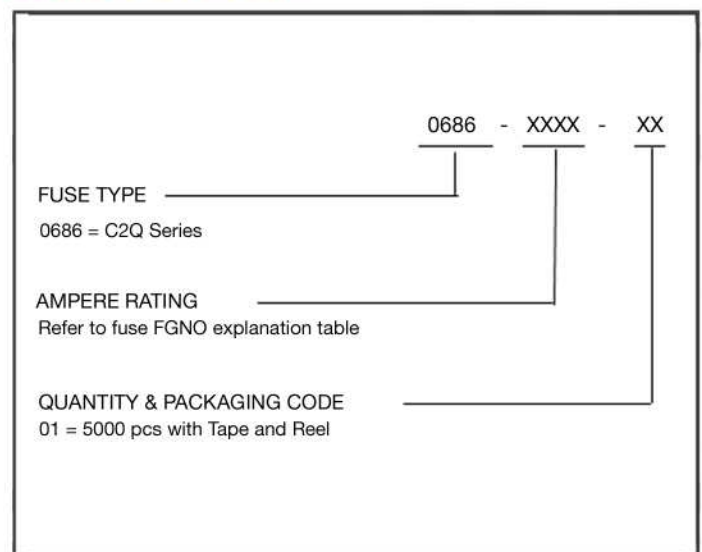 0686 - XXXX - XX
FUSE TYPE
0686 = C2Q Series
AMPERE RATING
Refer to fuse FGNO explanation table
QUANTITY & PACKAGING CODE
01 = 5000 pcs with Tape and Reel